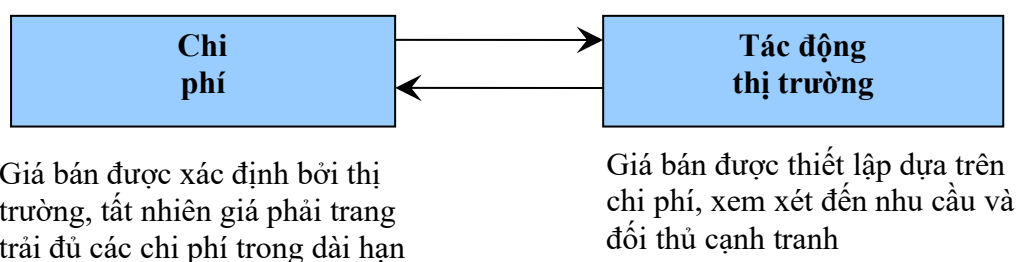 Chi
phí
Tác động
thị trường
Giá bán được xác định bởi thị
trường, tất nhiên giá phải trang
trải đủ các chi phí trong dài hạn
Giá bán được thiết lập dựa trên
chi phí, xem xét đến nhu cầu và
đối thủ cạnh tranh